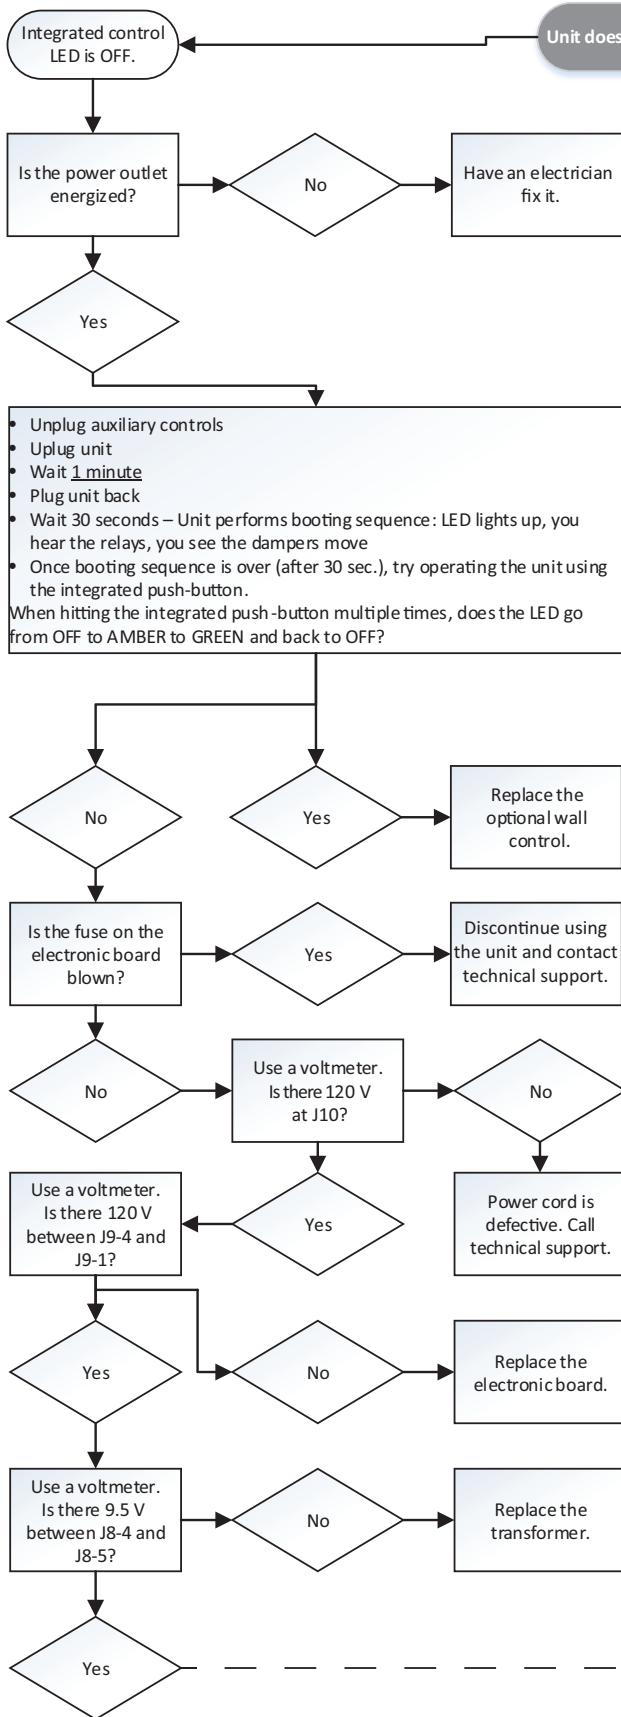 Integrated control
LED is OFF.
Unit does
Is the power outlet
energized?
No
Have an electrician
fix it.
Yes
• Unplug auxiliary controls
• Uplug unit
• Wait 1 minute
• Plug unit back
• Wait 30 seconds – Unit performs booting sequence: LED lights up, you
hear the relays, you see the dampers move
• Once booting sequence is over (after 30 sec.), try operating the unit using
the integrated push-button.
When hitting the integrated push-button multiple times, does the LED go
from OFF to AMBER to GREEN and back to OFF?
No
Yes
Replace the
optional wall
control.
Is the fuse on the
electronic board
blown?
Yes
Discontinue using
the unit and contact
technical support.
No
Use a voltmeter.
Is there 120 V
at J10?
No
Use a voltmeter.
Is there 120 V
between J9-4 and
J9-1?
Yes
Power cord is
defective. Call
technical support.
Yes
No
Replace the
electronic board.
Use a voltmeter.
Is there 9.5 V
between J8-4 and
J8-5?
No
Replace the
transformer.
Yes